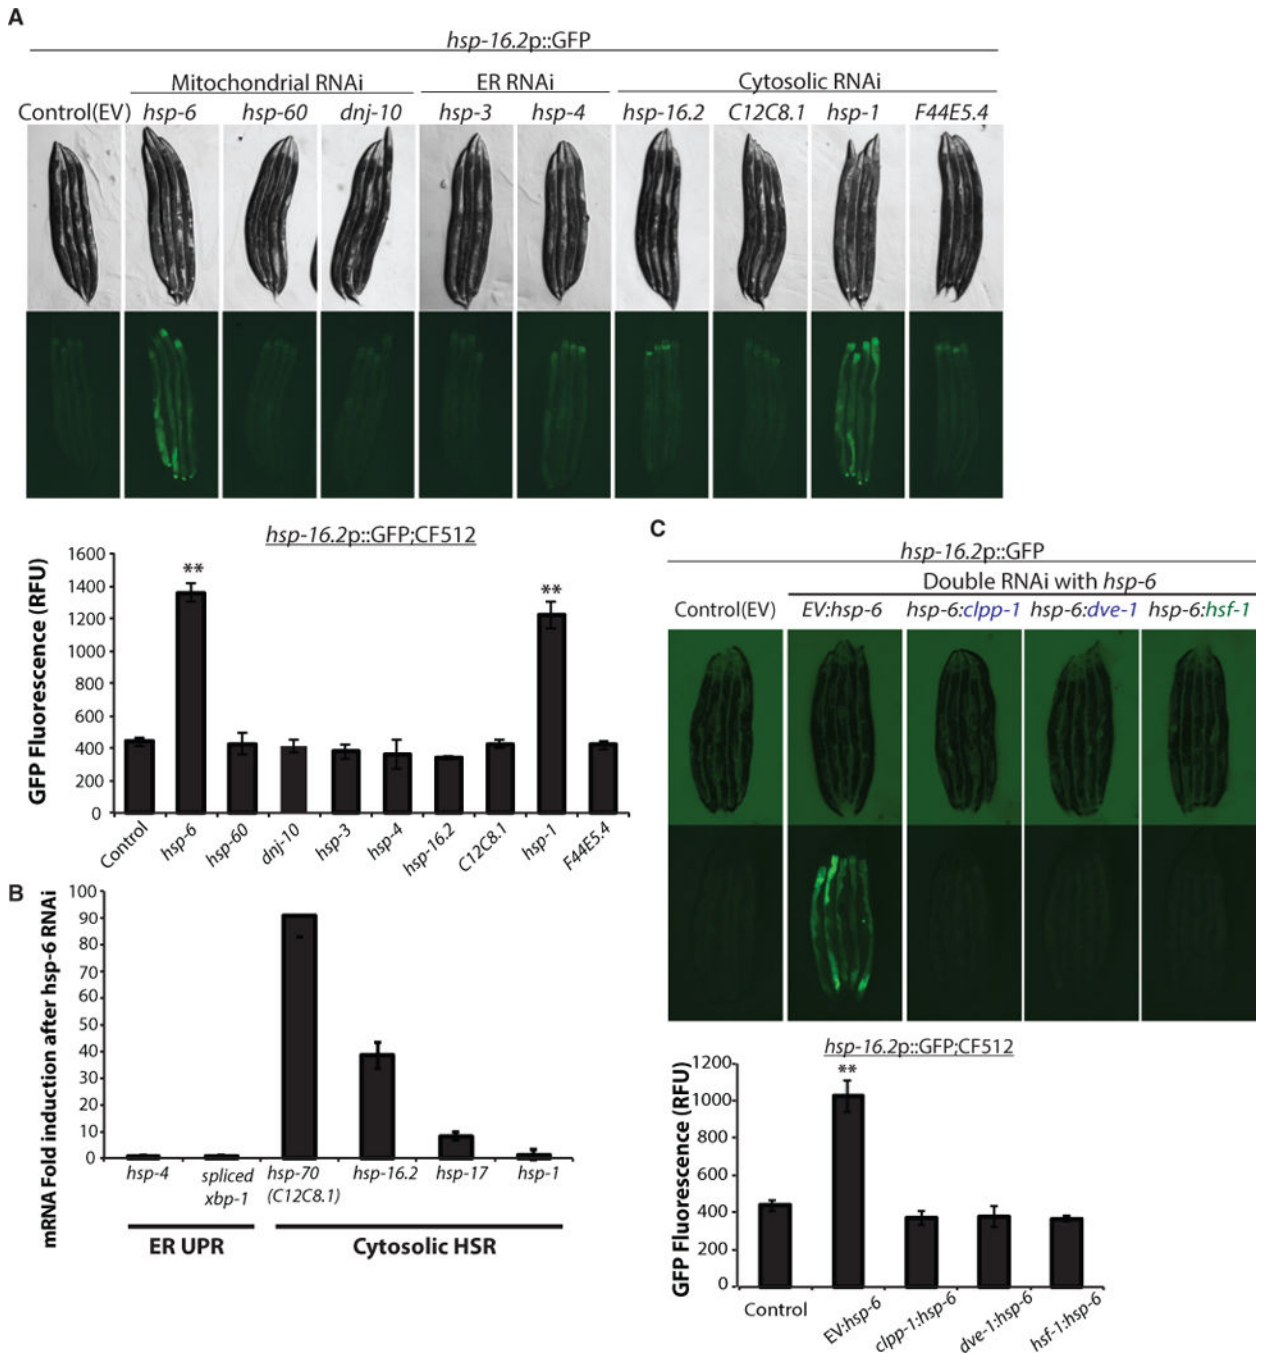 A
hsp-16.2p::GFP
Mitochondrial RNAi ER RNAi Cytosolic RNAi
Control(EV) hsp-6 hsp-60 dnj-10 hsp-3 hsp-4 hsp-16.2 C12C8.1 hsp-1 F44E5.4
hsp-16.2p::GFP;CF512
GFP Fluorescence (RFU)
1600
1400
1200
1000
800
600
400
200
0
** **
Control hsp-6 hsp-60 dnj-10 hsp-3 hsp-4 hsp-16.2 C12C8.1 hsp-1 F44E5.4
B
mRNA Fold induction after hsp-6 RNAi
100
90
80
70
60
50
40
30
20
10
0
hsp-4 spliced hsp-70 hsp-16.2 hsp-17 hsp-1
xbp-1 (C12C8.1)
ER UPR Cytosolic HSR
C
hsp-16.2p::GFP
Double RNAi with hsp-6
Control(EV) EV:hsp-6 hsp-6:clpp-1 hsp-6:dve-1 hsp-6:hsf-1
hsp-16.2p::GFP;CF512
GFP Fluorescence (RFU)
1200
1000
800
600
400
200
0
**
Control EV:hsp-6 clpp-1:hsp-6 dve-1:hsp-6 hsf-1:hsp-6